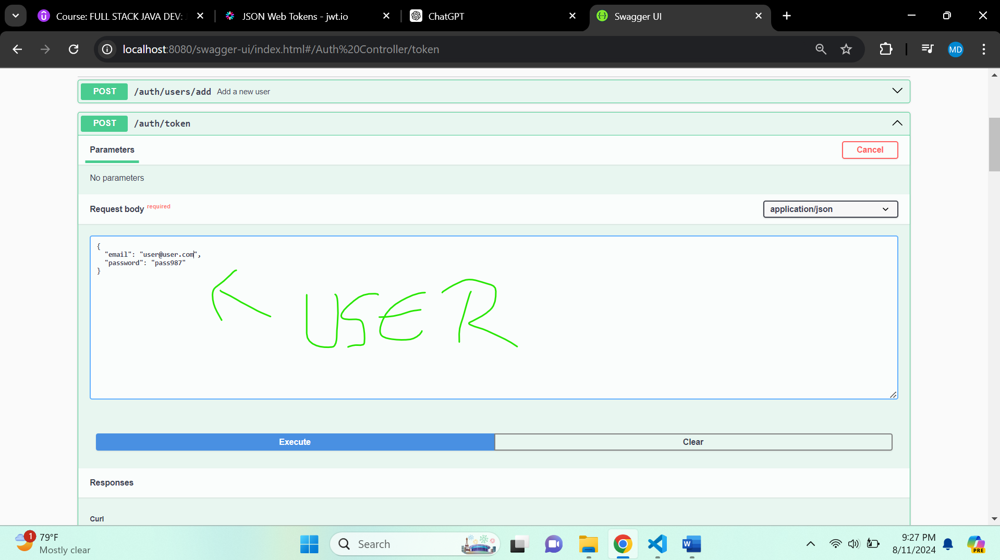 Course: FULL STACK JAVA DEV:
JSON Web Tokens - jwt.io
ChatGPT
Swagger UI
localhost:8080/swagger-ui/index.html#/Auth%20Controller/token
MD
POST /auth/users/add Add a new user
POST /auth/token
Parameters
Cancel
No parameters
Request body required
application/json
{
"email": "user@user.com",
"password": "pass987"
}
USER
Execute
Clear
Responses
Curl
1
79°F
Mostly clear
Search
W
9:27 PM
8/11/2024
PRE